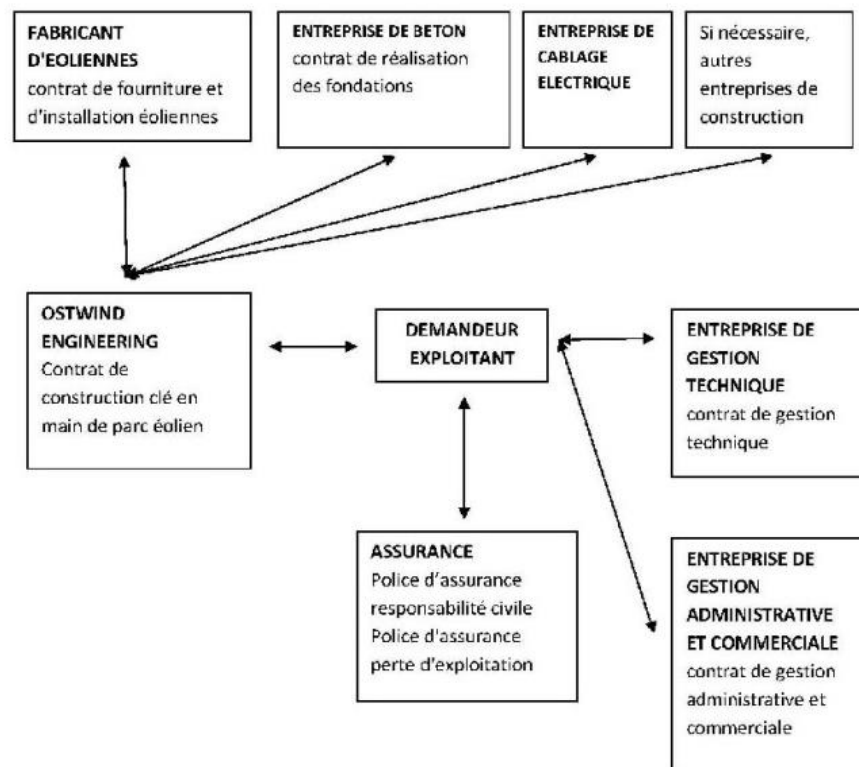 FABRICANT
D'EOLIENNES
contrat de fourniture et
d'installation éoliennes
ENTREPRISE DE BETON
contrat de réalisation
des fondations
ENTREPRISE DE
CABLAGE
ELECTRIQUE
Si nécessaire,
autres
entreprises de
construction
OSTWIND
ENGINEERING
Contrat de
construction clé en
main de parc éolien
DEMANDEUR
EXPLOITANT
ENTREPRISE DE
GESTION
TECHNIQUE
contrat de gestion
technique
ASSURANCE
Police d'assurance
responsabilité civile
Police d'assurance
perte d'exploitation
ENTREPRISE DE
GESTION
ADMINISTRATIVE
ET COMMERCIALE
contrat de gestion
administrative et
commerciale